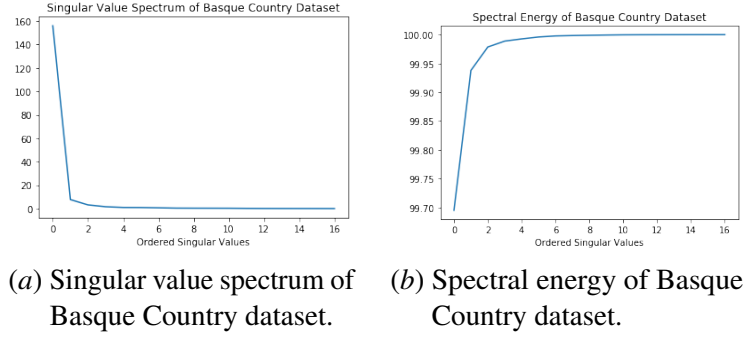 Singular Value Spectrum of Basque Country Dataset
160
140
120
100
80
60
40
20
0
0 2 4 6 8 10 12 14 16
Ordered Singular Values
(a) Singular value spectrum of
Basque Country dataset.
Spectral Energy of Basque Country Dataset
100.00
99.95
99.90
99.85
99.80
99.75
99.70
0 2 4 6 8 10 12 14 16
Ordered Singular Values
(b) Spectral energy of Basque
Country dataset.